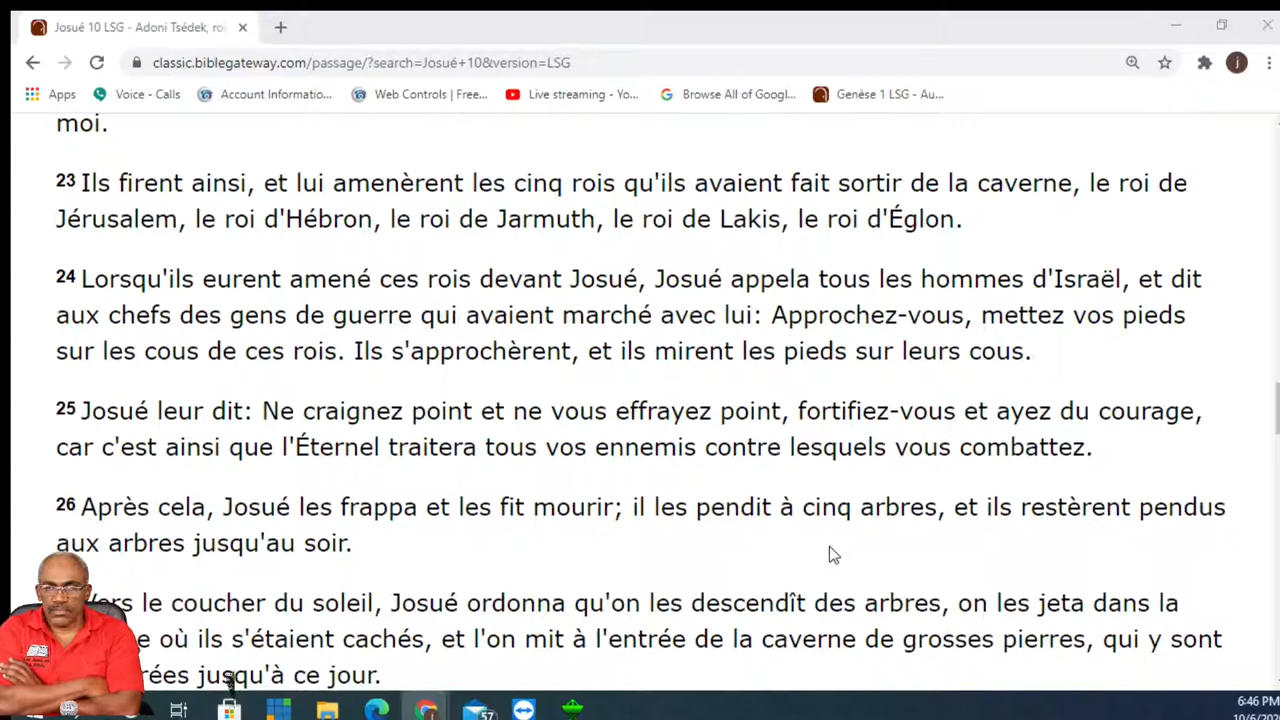 Josué 10 LSG - Adoni Tsédek, roi
classic.biblegateway.com/passage/?search=Josué+10&version=LSG
j
Apps Voice - Calls Account Informatio... Web Controls | Free... Live streaming - Yo... Browse All of Googl... Genèse 1 LSG - Au...
moi.
23 Ils firent ainsi, et lui amenèrent les cinq rois qu'ils avaient fait sortir de la caverne, le roi de
Jérusalem, le roi d'Hébron, le roi de Jarmuth, le roi de Lakis, le roi d'Églon.
24 Lorsqu'ils eurent amené ces rois devant Josué, Josué appela tous les hommes d'Israël, et dit
aux chefs des gens de guerre qui avaient marché avec lui: Approchez-vous, mettez vos pieds
sur les cous de ces rois. Ils s'approchèrent, et ils mirent les pieds sur leurs cous.
25 Josué leur dit: Ne craignez point et ne vous effrayez point, fortifiez-vous et ayez du courage,
car c'est ainsi que l'Éternel traitera tous vos ennemis contre lesquels vous combattez.
26 Après cela, Josué les frappa et les fit mourir; il les pendit à cinq arbres, et ils restèrent pendus
aux arbres jusqu'au soir.
le coucher du soleil, Josué ordonna qu'on les descendît des arbres, on les jeta dans la
où ils s'étaient cachés, et l'on mit à l'entrée de la caverne de grosses pierres, qui y sont
jusqu'à ce jour.
57
6:46 PM